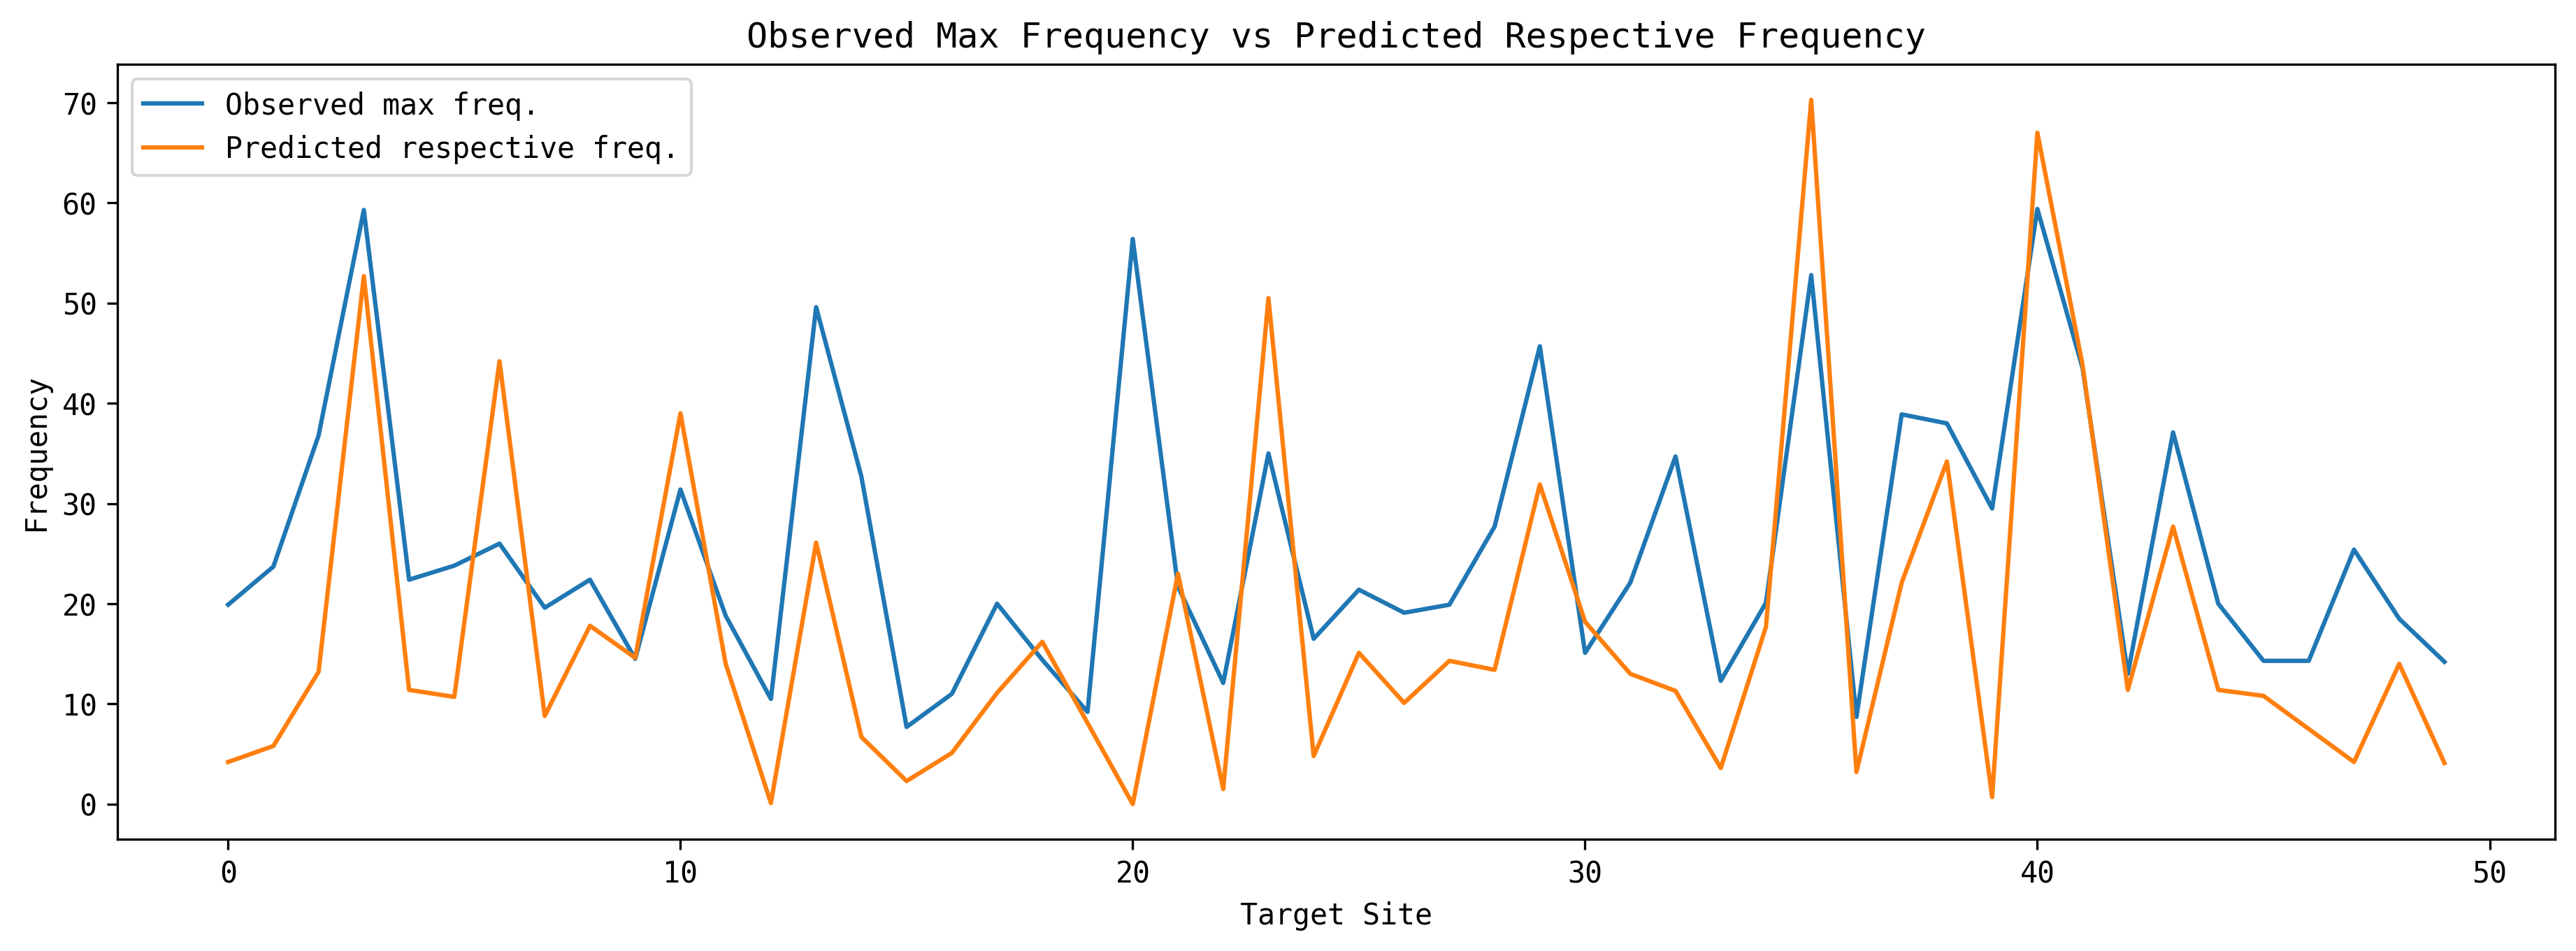 Observed Max Frequency vs Predicted Respective Frequency
Observed max freq.
Predicted respective freq.
70
60
50
40
30
20
10
0
Frequency
0 10 20 30 40 50
Target Site